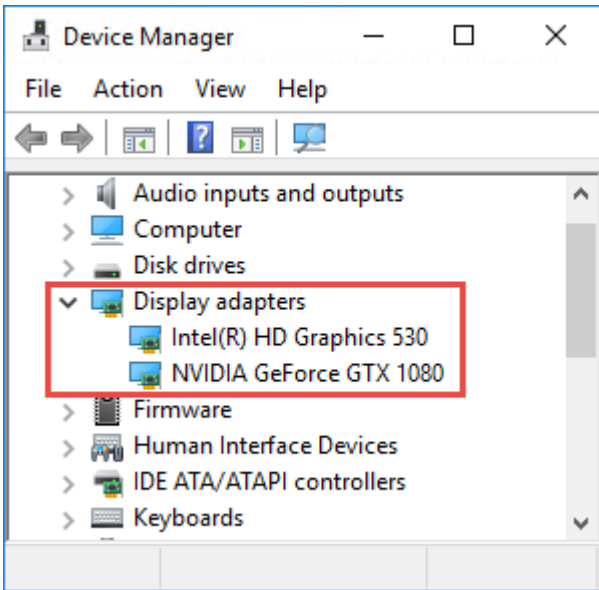 Device Manager
File Action View Help
Audio inputs and outputs
Computer
Disk drives
Display adapters
Intel(R) HD Graphics 530
NVIDIA GeForce GTX 1080
Firmware
Human Interface Devices
IDE ATA/ATAPI controllers
Keyboards